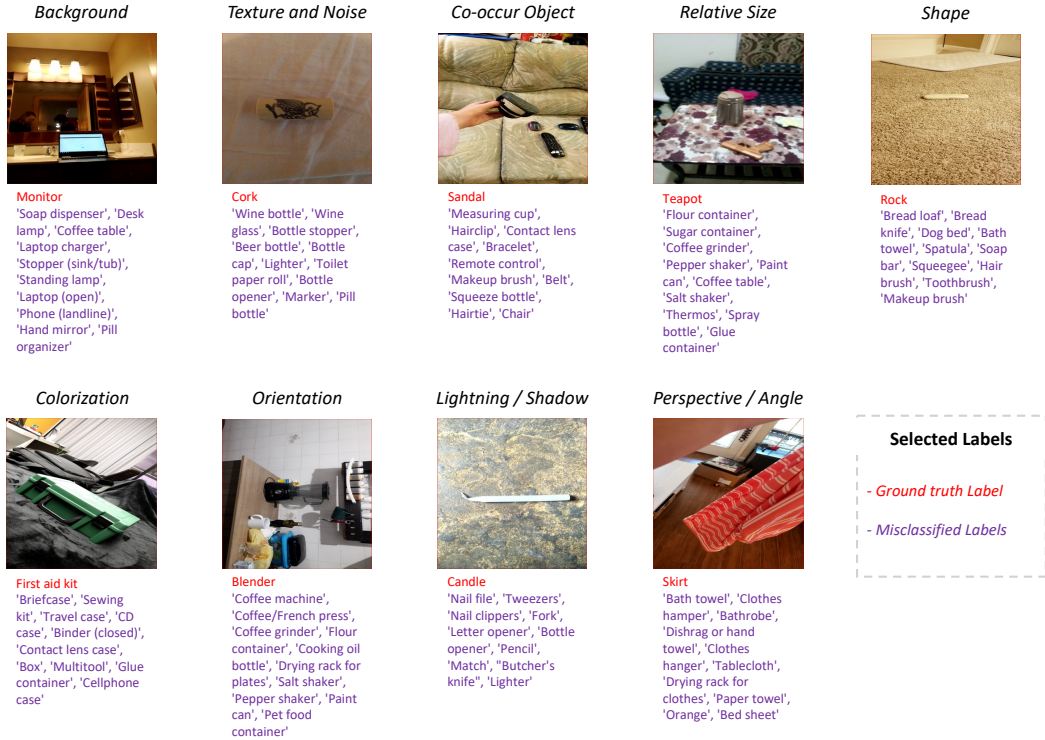 Background
Texture and Noise
Co-occur Object
Relative Size
Shape
Monitor
'Soap dispenser', 'Desk
lamp', 'Coffee table',
'Laptop charger',
'Stopper (sink/tub)',
'Standing lamp',
'Laptop (open)',
'Phone (landline)',
'Hand mirror', 'Pill
organizer'
Cork
'Wine bottle', 'Wine
glass', 'Bottle stopper',
'Beer bottle', 'Bottle
cap', 'Lighter', 'Toilet
paper roll', 'Bottle
opener', 'Marker', 'Pill
bottle'
Sandal
'Measuring cup',
'Hairclip', 'Contact lens
case', 'Bracelet',
'Remote control',
'Makeup brush', 'Belt',
'Squeeze bottle',
'Hairtie', 'Chair'
Teapot
'Flour container',
'Sugar container',
'Coffee grinder',
'Pepper shaker', 'Paint
can', 'Coffee table',
'Salt shaker',
'Thermos', 'Spray
bottle', 'Glue
container'
Rock
'Bread loaf', 'Bread
knife', 'Dog bed', 'Bath
towel', 'Spatula', 'Soap
bar', 'Squeegee', 'Hair
brush', 'Toothbrush',
'Makeup brush'
Colorization
Orientation
Lightning / Shadow
Perspective / Angle
First aid kit
'Briefcase', 'Sewing
kit', 'Travel case', 'CD
case', 'Binder (closed)',
'Contact lens case',
'Box', 'Multitool', 'Glue
container', 'Cellphone
case'
Blender
'Coffee machine',
'Coffee/French press',
'Coffee grinder', 'Flour
container', 'Cooking oil
bottle', 'Drying rack for
plates', 'Salt shaker',
'Pepper shaker', 'Paint
can', 'Pet food
container'
Candle
'Nail file', 'Tweezers',
'Nail clippers', 'Fork',
'Letter opener', 'Bottle
opener', 'Pencil',
'Match', "Butcher's
knife", 'Lighter'
Skirt
'Bath towel', 'Clothes
hamper', 'Bathrobe',
'Dishrag or hand
towel', 'Clothes
hanger', 'Tablecloth',
'Drying rack for
clothes', 'Paper towel',
'Orange', 'Bed sheet'
Selected Labels
- Ground truth Label
- Misclassified Labels